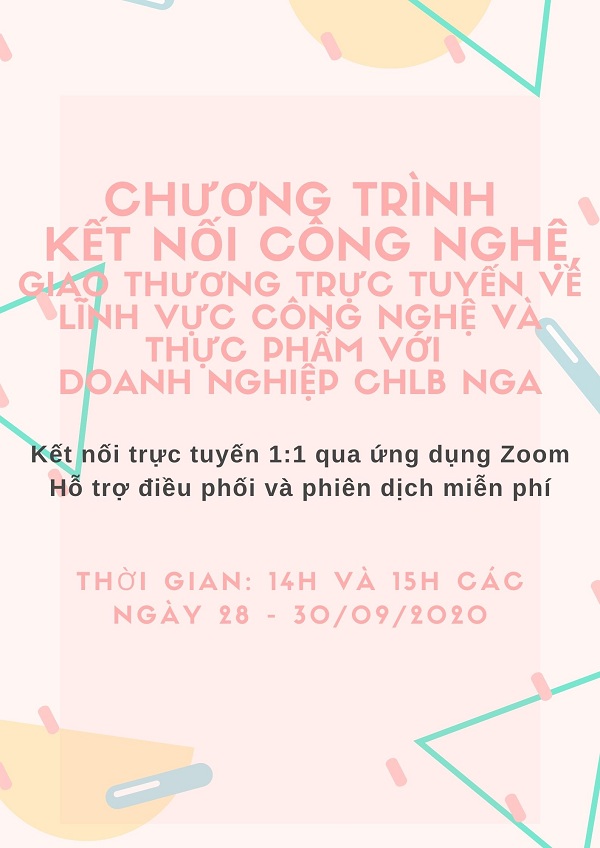 CHƯƠNG TRÌNH
KẾT NỐI CÔNG NGHỆ,
GIAO THƯƠNG TRỰC TUYẾN VỀ
LĨNH VỰC CÔNG NGHỆ VÀ
THỰC PHẨM VỚI
DOANH NGHIỆP CHLB NGA
Kết nối trực tuyến 1:1 qua ứng dụng Zoom
Hỗ trợ điều phối và phiên dịch miễn phí
THỜI GIAN: 14H VÀ 15H CÁC
NGÀY 28 - 30/09/2020